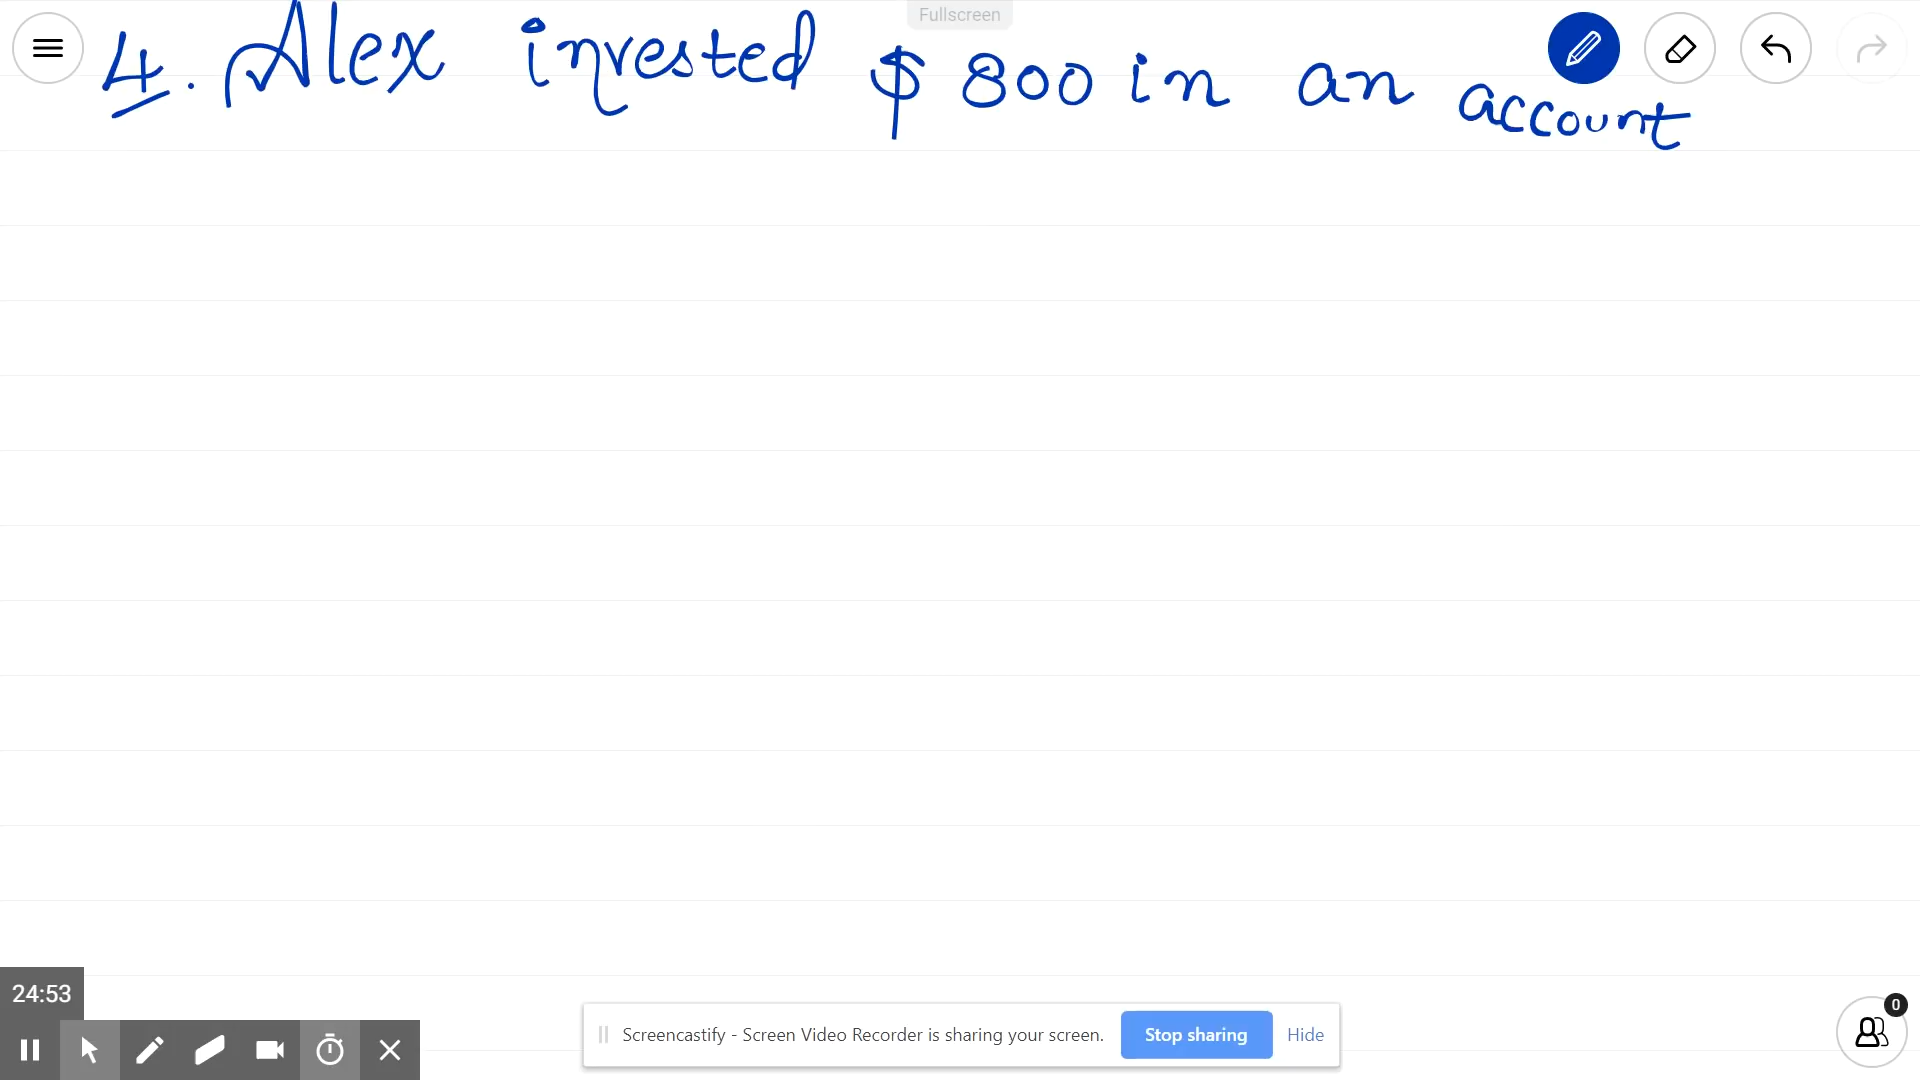 Fullscreen
4. Alex invested $ 800 in an account
24:53
Screencastify - Screen Video Recorder is sharing your screen. Stop sharing Hide
0